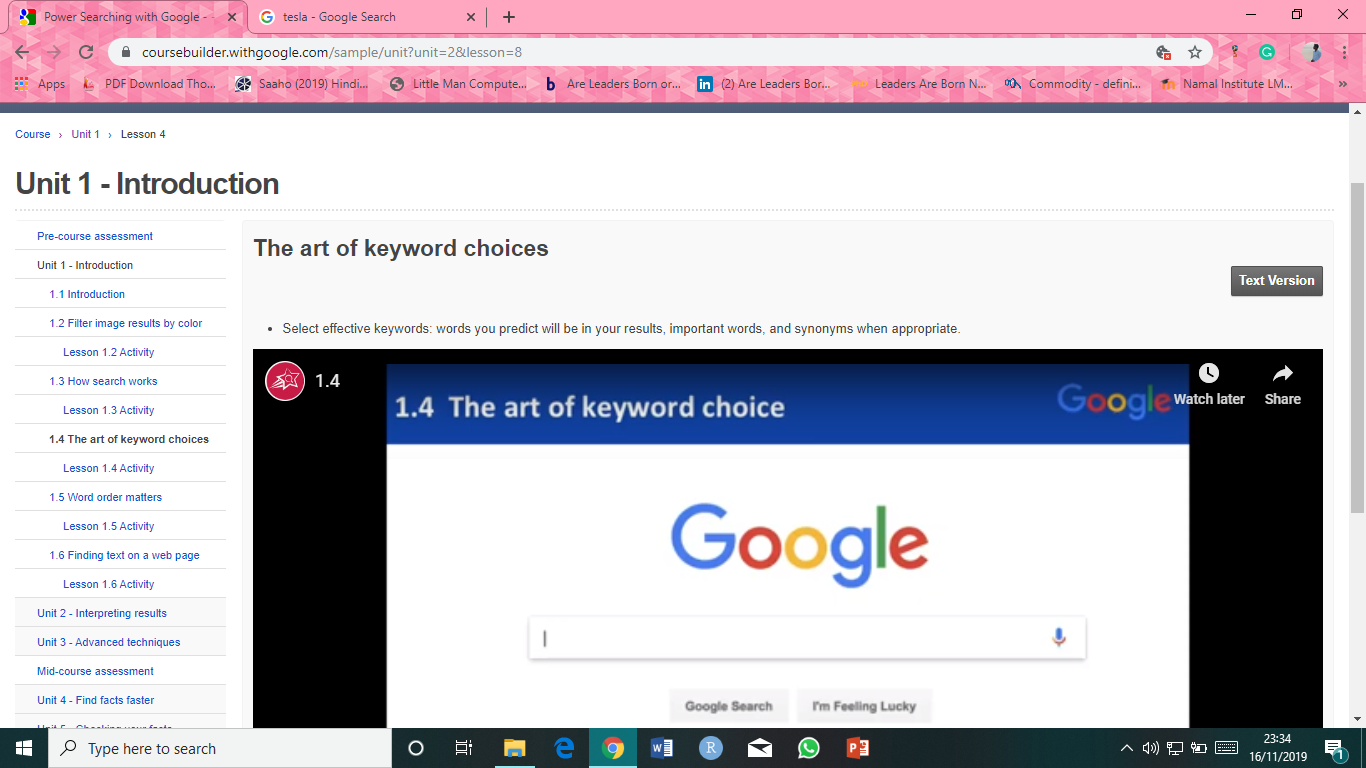 Power Searching with Google -
tesla - Google Search
coursebuilder.withgoogle.com/sample/unit?unit=2&lesson=8
Apps
PDF Download Tho...
Saaho (2019) Hindi...
Little Man Compute...
b Are Leaders Born or...
in (2) Are Leaders Bor...
Leaders Are Born N...
Commodity - defini...
Namal Institute LM...
»
Course › Unit 1 › Lesson 4
Unit 1 - Introduction
Pre-course assessment
Unit 1 - Introduction
1.1 Introduction
1.2 Filter image results by color
Lesson 1.2 Activity
1.3 How search works
Lesson 1.3 Activity
1.4 The art of keyword choices
Lesson 1.4 Activity
1.5 Word order matters
Lesson 1.5 Activity
1.6 Finding text on a web page
Lesson 1.6 Activity
Unit 2 - Interpreting results
Unit 3 - Advanced techniques
Mid-course assessment
Unit 4 - Find facts faster
Unit 5 - Checking your facts
The art of keyword choices
Text Version
• Select effective keywords: words you predict will be in your results, important words, and synonyms when appropriate.
1.4
Watch later
Share
1.4 The art of keyword choice
Google
Google
Google Search
I'm Feeling Lucky
Type here to search
23:34
16/11/2019
1